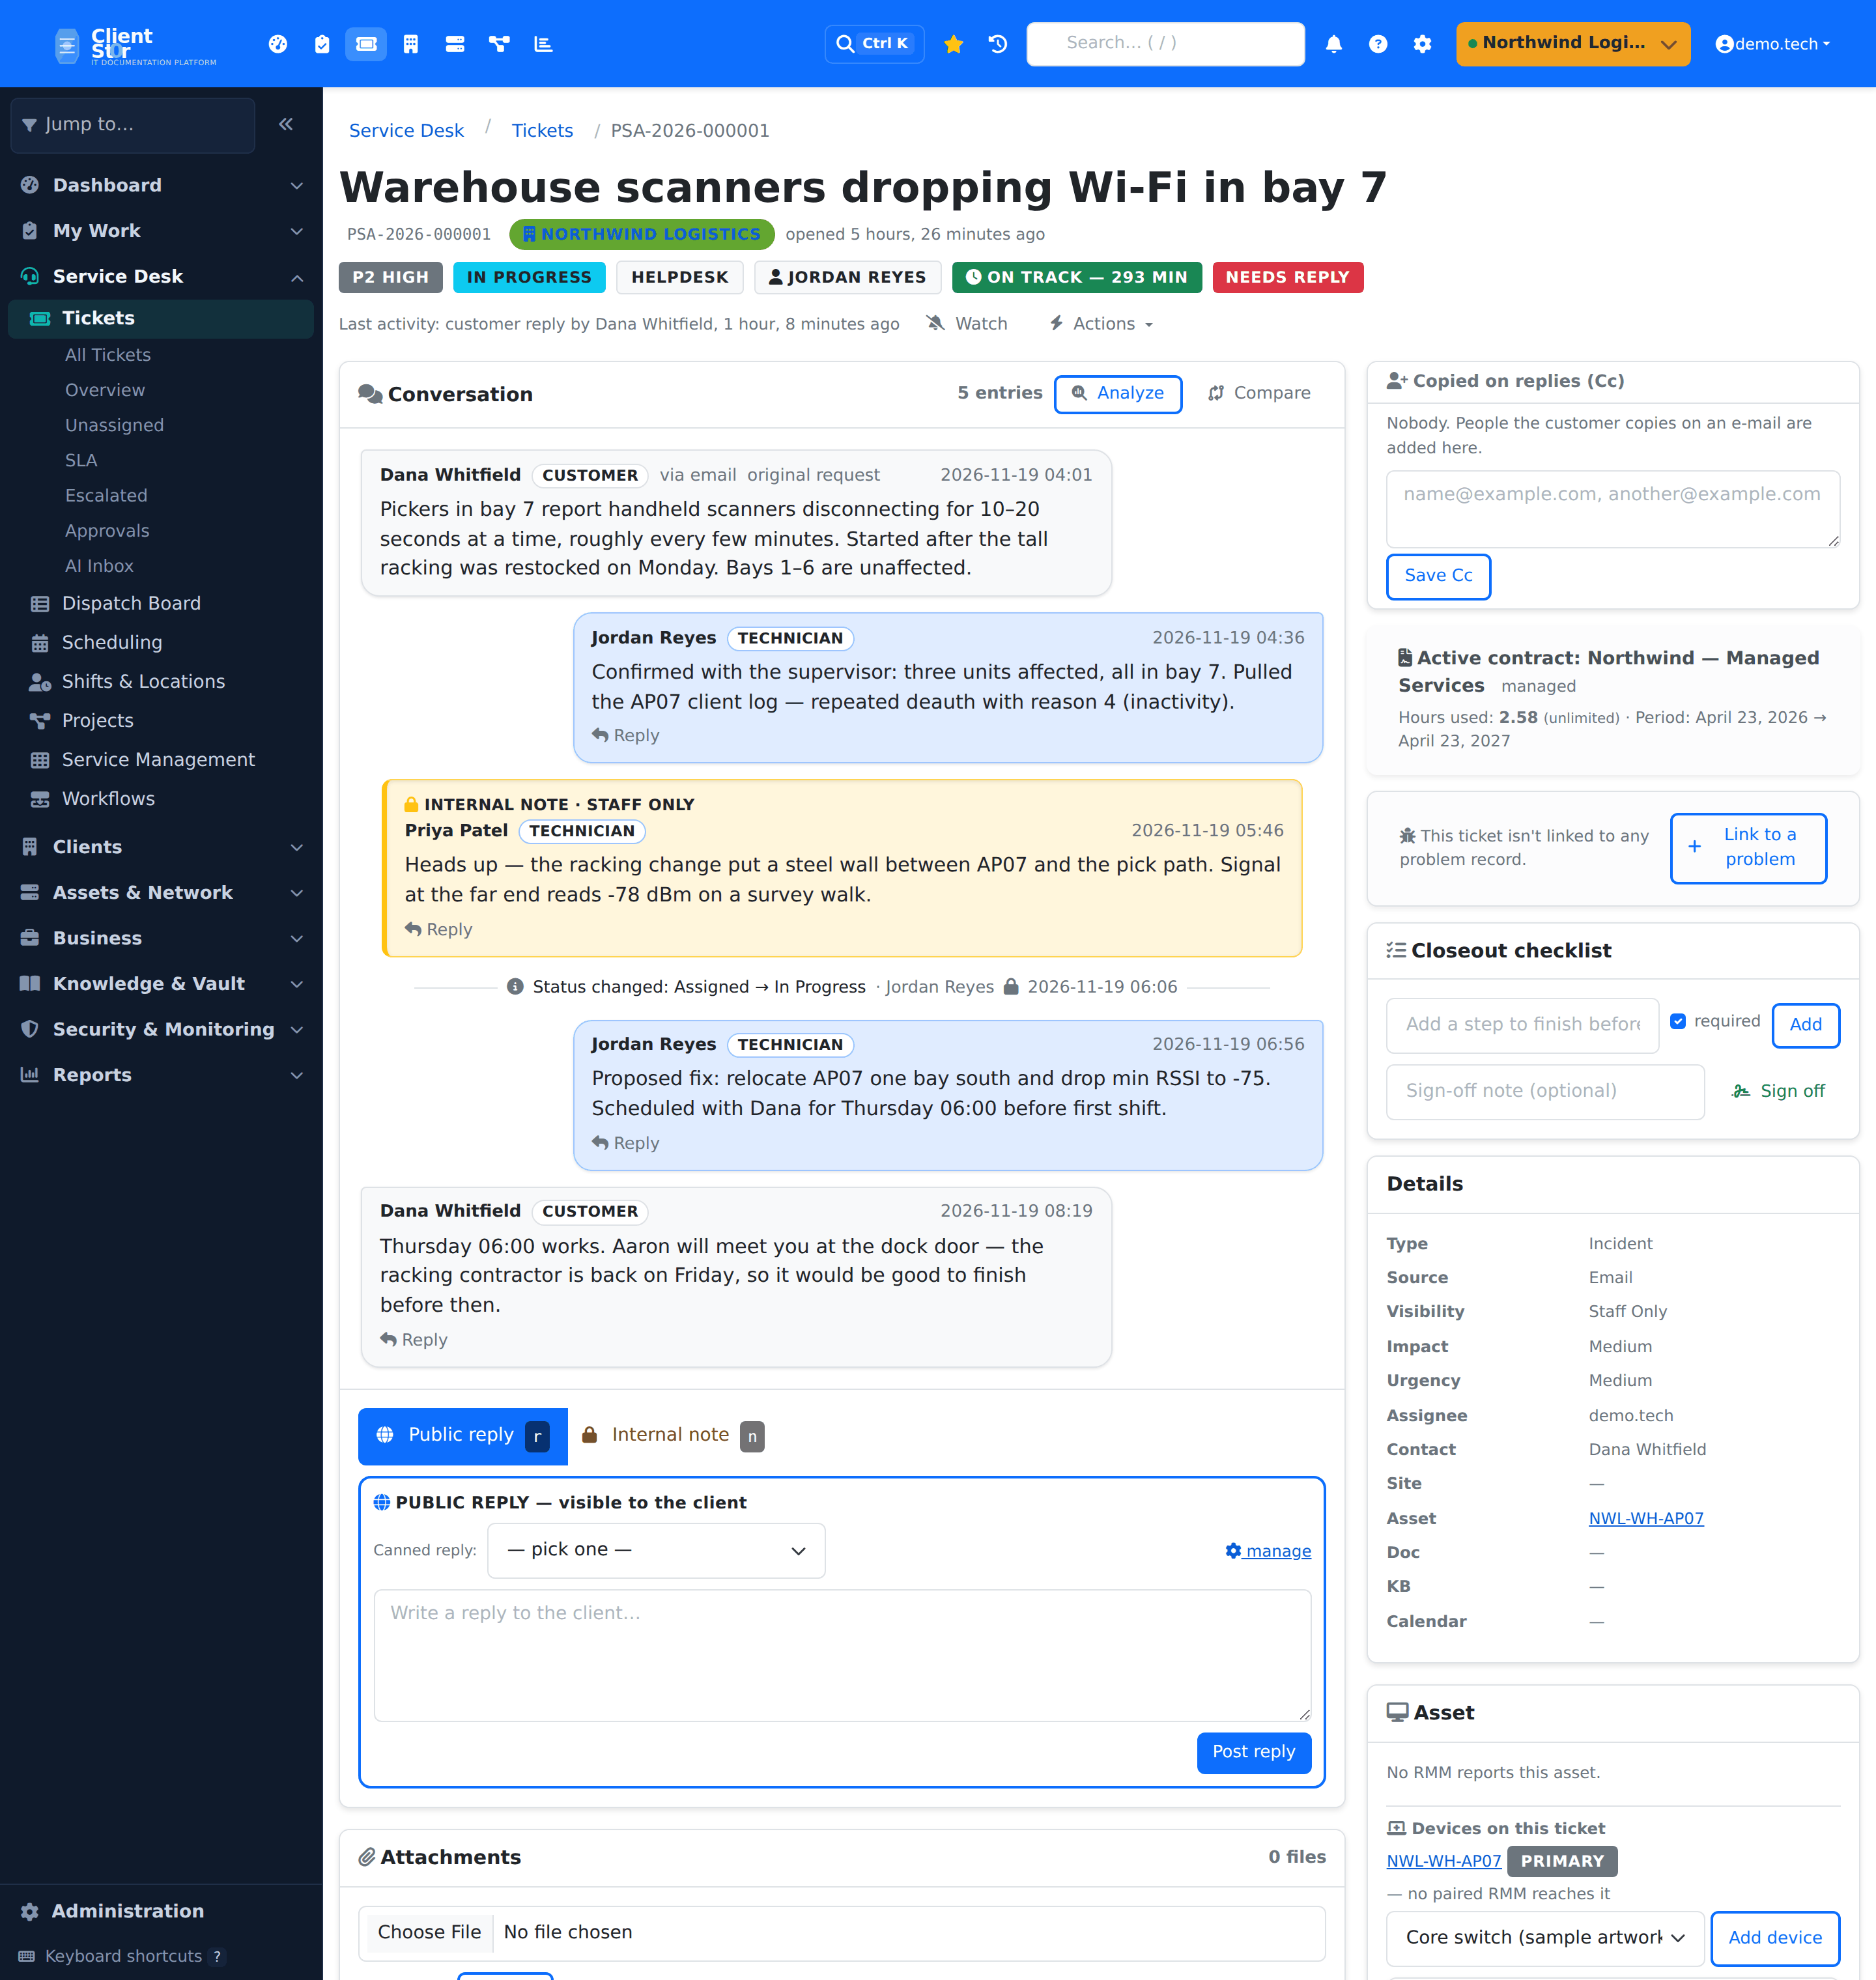 Client
St0r
IT DOCUMENTATION PLATFORM
Ctrl K
Search... ( / )
Northwind Logi...
demo.tech
Jump to...
Dashboard
My Work
Service Desk
Tickets
All Tickets
Overview
Unassigned
SLA
Escalated
Approvals
AI Inbox
Dispatch Board
Scheduling
Shifts & Locations
Projects
Service Management
Workflows
Clients
Assets & Network
Business
Knowledge & Vault
Security & Monitoring
Reports
Administration
Keyboard shortcuts ?
Service Desk / Tickets / PSA-2026-000001
Warehouse scanners dropping Wi-Fi in bay 7
PSA-2026-000001 NORTHWIND LOGISTICS opened 5 hours, 26 minutes ago
P2 HIGH IN PROGRESS HELPDESK JORDAN REYES ON TRACK — 293 MIN NEEDS REPLY
Last activity: customer reply by Dana Whitfield, 1 hour, 8 minutes ago Watch Actions
Conversation 5 entries Analyze Compare
Dana Whitfield CUSTOMER via email original request 2026-11-19 04:01
Pickers in bay 7 report handheld scanners disconnecting for 10–20
seconds at a time, roughly every few minutes. Started after the tall
racking was restocked on Monday. Bays 1–6 are unaffected.
Jordan Reyes TECHNICIAN 2026-11-19 04:36
Confirmed with the supervisor: three units affected, all in bay 7. Pulled
the AP07 client log — repeated deauth with reason 4 (inactivity).
Reply
INTERNAL NOTE · STAFF ONLY
Priya Patel TECHNICIAN 2026-11-19 05:46
Heads up — the racking change put a steel wall between AP07 and the pick path. Signal
at the far end reads -78 dBm on a survey walk.
Reply
Status changed: Assigned → In Progress · Jordan Reyes 2026-11-19 06:06
Jordan Reyes TECHNICIAN 2026-11-19 06:56
Proposed fix: relocate AP07 one bay south and drop min RSSI to -75.
Scheduled with Dana for Thursday 06:00 before first shift.
Reply
Dana Whitfield CUSTOMER 2026-11-19 08:19
Thursday 06:00 works. Aaron will meet you at the dock door — the
racking contractor is back on Friday, so it would be good to finish
before then.
Reply
Public reply r Internal note n
PUBLIC REPLY — visible to the client
Canned reply: — pick one — manage
Write a reply to the client...
Post reply
Attachments 0 files
Choose File No file chosen
Copied on replies (Cc)
Nobody. People the customer copies on an e-mail are
added here.
name@example.com, another@example.com
Save Cc
Active contract: Northwind — Managed
Services managed
Hours used: 2.58 (unlimited) · Period: April 23, 2026 →
April 23, 2027
This ticket isn't linked to any
problem record.
Link to a
problem
Closeout checklist
Add a step to finish before required Add
Sign-off note (optional) Sign off
Details
Type Incident
Source Email
Visibility Staff Only
Impact Medium
Urgency Medium
Assignee demo.tech
Contact Dana Whitfield
Site —
Asset NWL-WH-AP07
Doc —
KB —
Calendar —
Asset
No RMM reports this asset.
Devices on this ticket
NWL-WH-AP07 PRIMARY
— no paired RMM reaches it
Core switch (sample artwork Add device